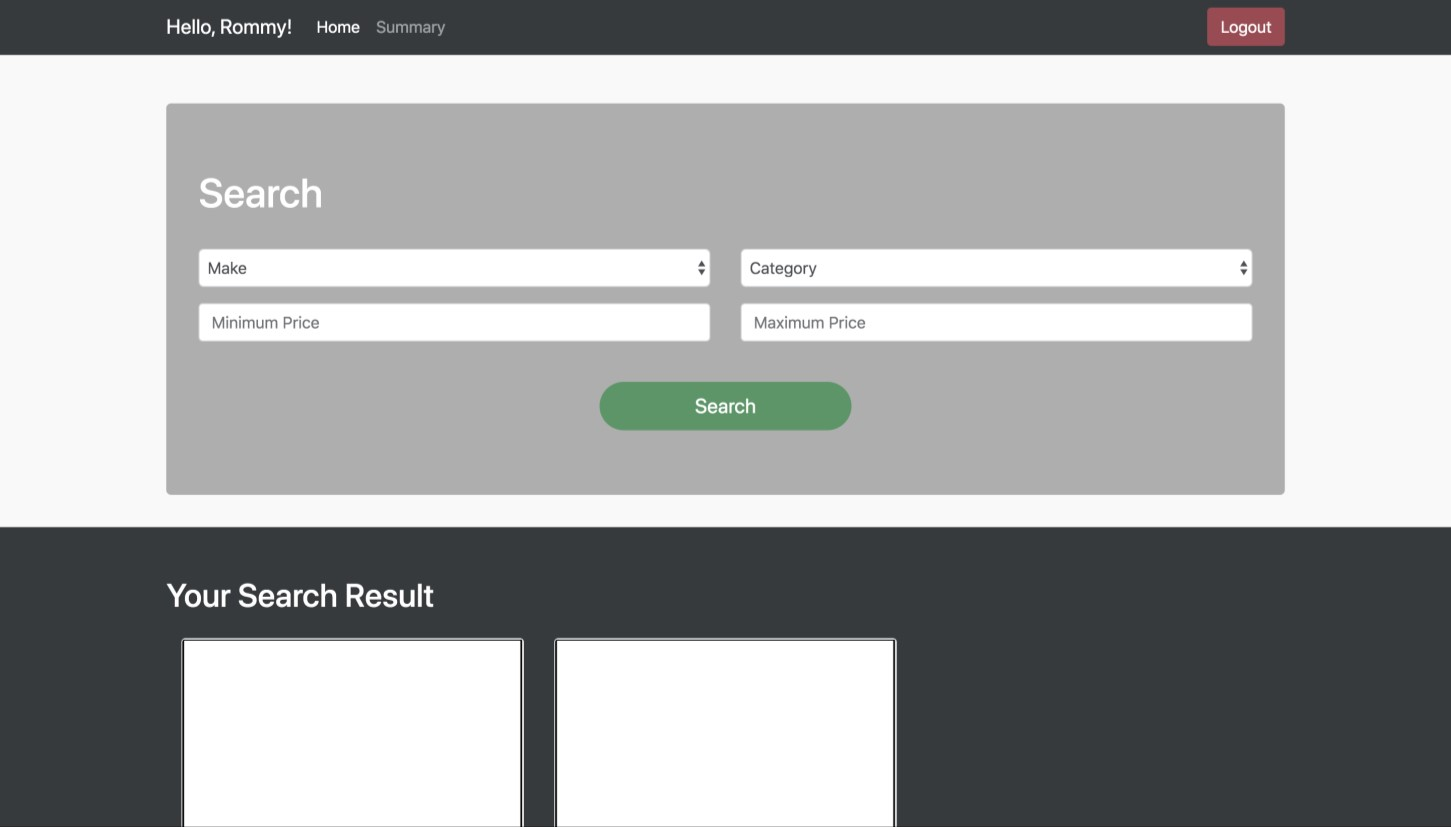 Hello, Rommy! Home Summary Logout
Search
Make Category
Minimum Price Maximum Price
Search
Your Search Result